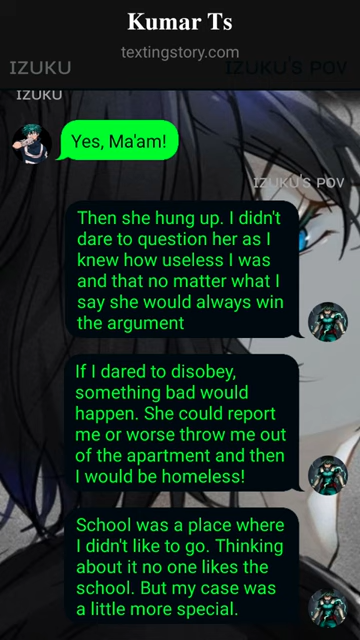 Kumar Ts
textingstory.com
IZUKU
IZUKU'S POV
IZUKU
Yes, Ma'am!
IZUKU'S POV
Then she hung up. I didn't
dare to question her as I
knew how useless I was
and that no matter what I
say she would always win
the argument
If I dared to disobey,
something bad would
happen. She could report
me or worse throw me out
of the apartment and then
I would be homeless!
School was a place where
I didn't like to go. Thinking
about it no one likes the
school. But my case was
a little more special.